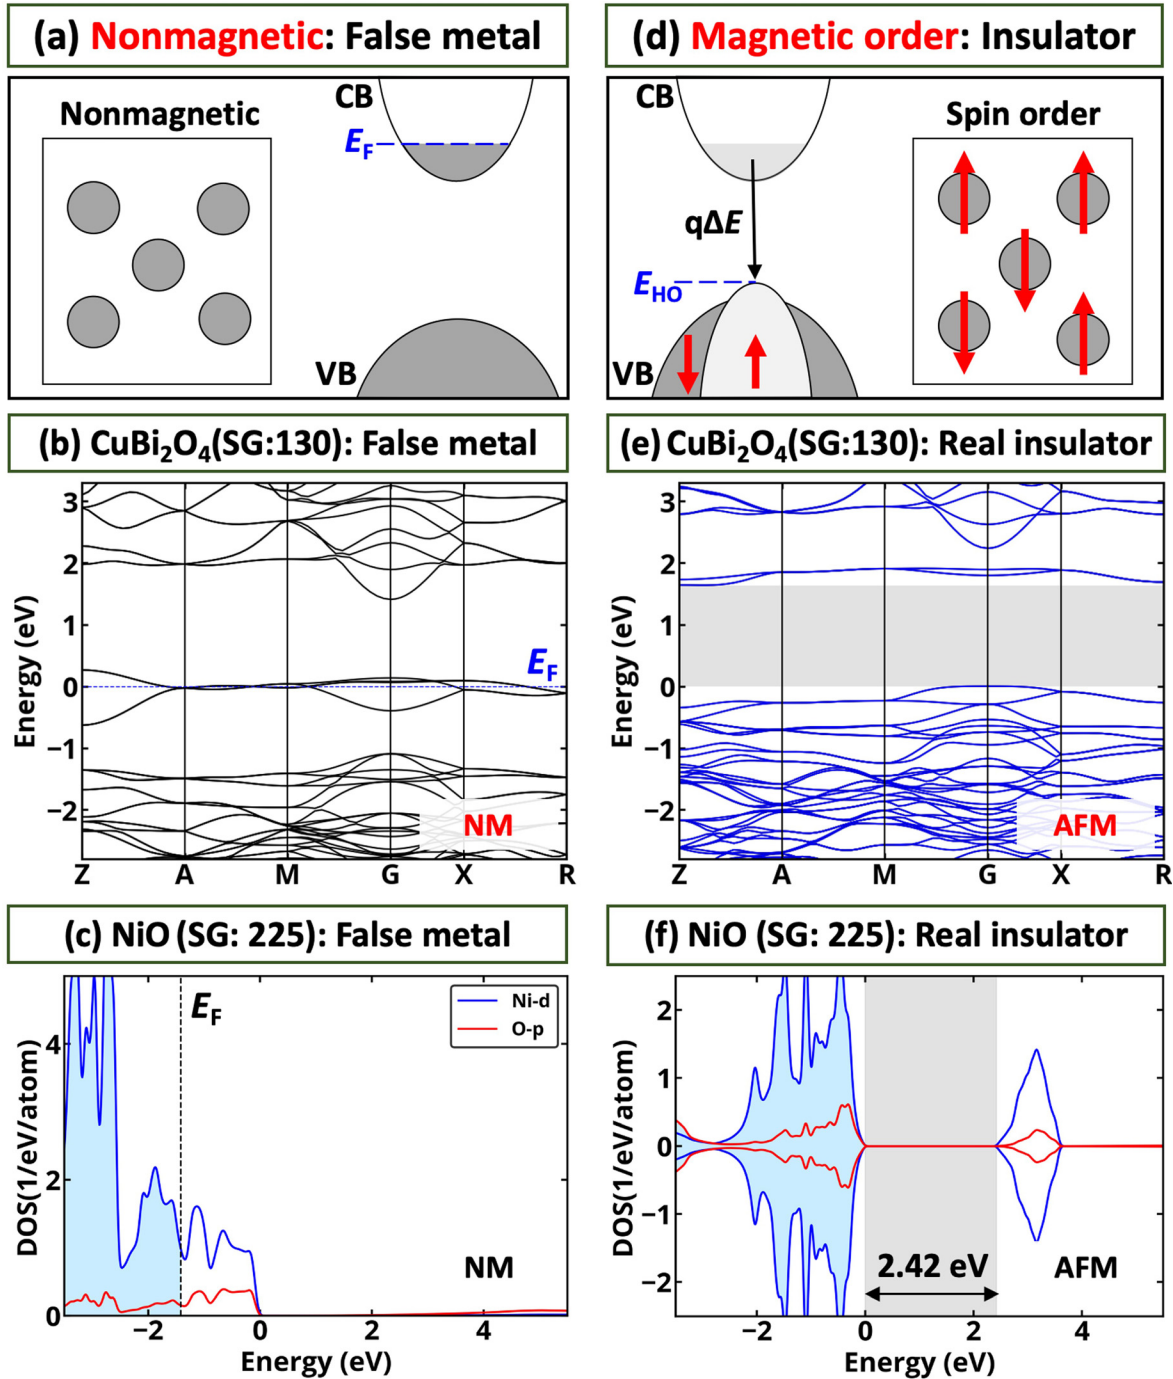 (a) Nonmagnetic: False metal
Nonmagnetic
CB
E_F
VB
(d) Magnetic order: Insulator
CB
qΔE
E_HO
VB
Spin order
(b) CuBi₂O₄(SG:130): False metal
3
2
1
0
−1
−2
Energy (eV)
E_F
NM
Z A M G X R
(e) CuBi₂O₄(SG:130): Real insulator
3
2
1
0
−1
−2
Energy (eV)
AFM
Z A M G X R
(c) NiO (SG: 225): False metal
E_F
Ni-d
O-p
4
2
0
DOS(1/eV/atom)
NM
−2 0 2 4
Energy (eV)
(f) NiO (SG: 225): Real insulator
2
1
0
−1
−2
DOS(1/eV/atom)
2.42 eV
AFM
−2 0 2 4
Energy (eV)